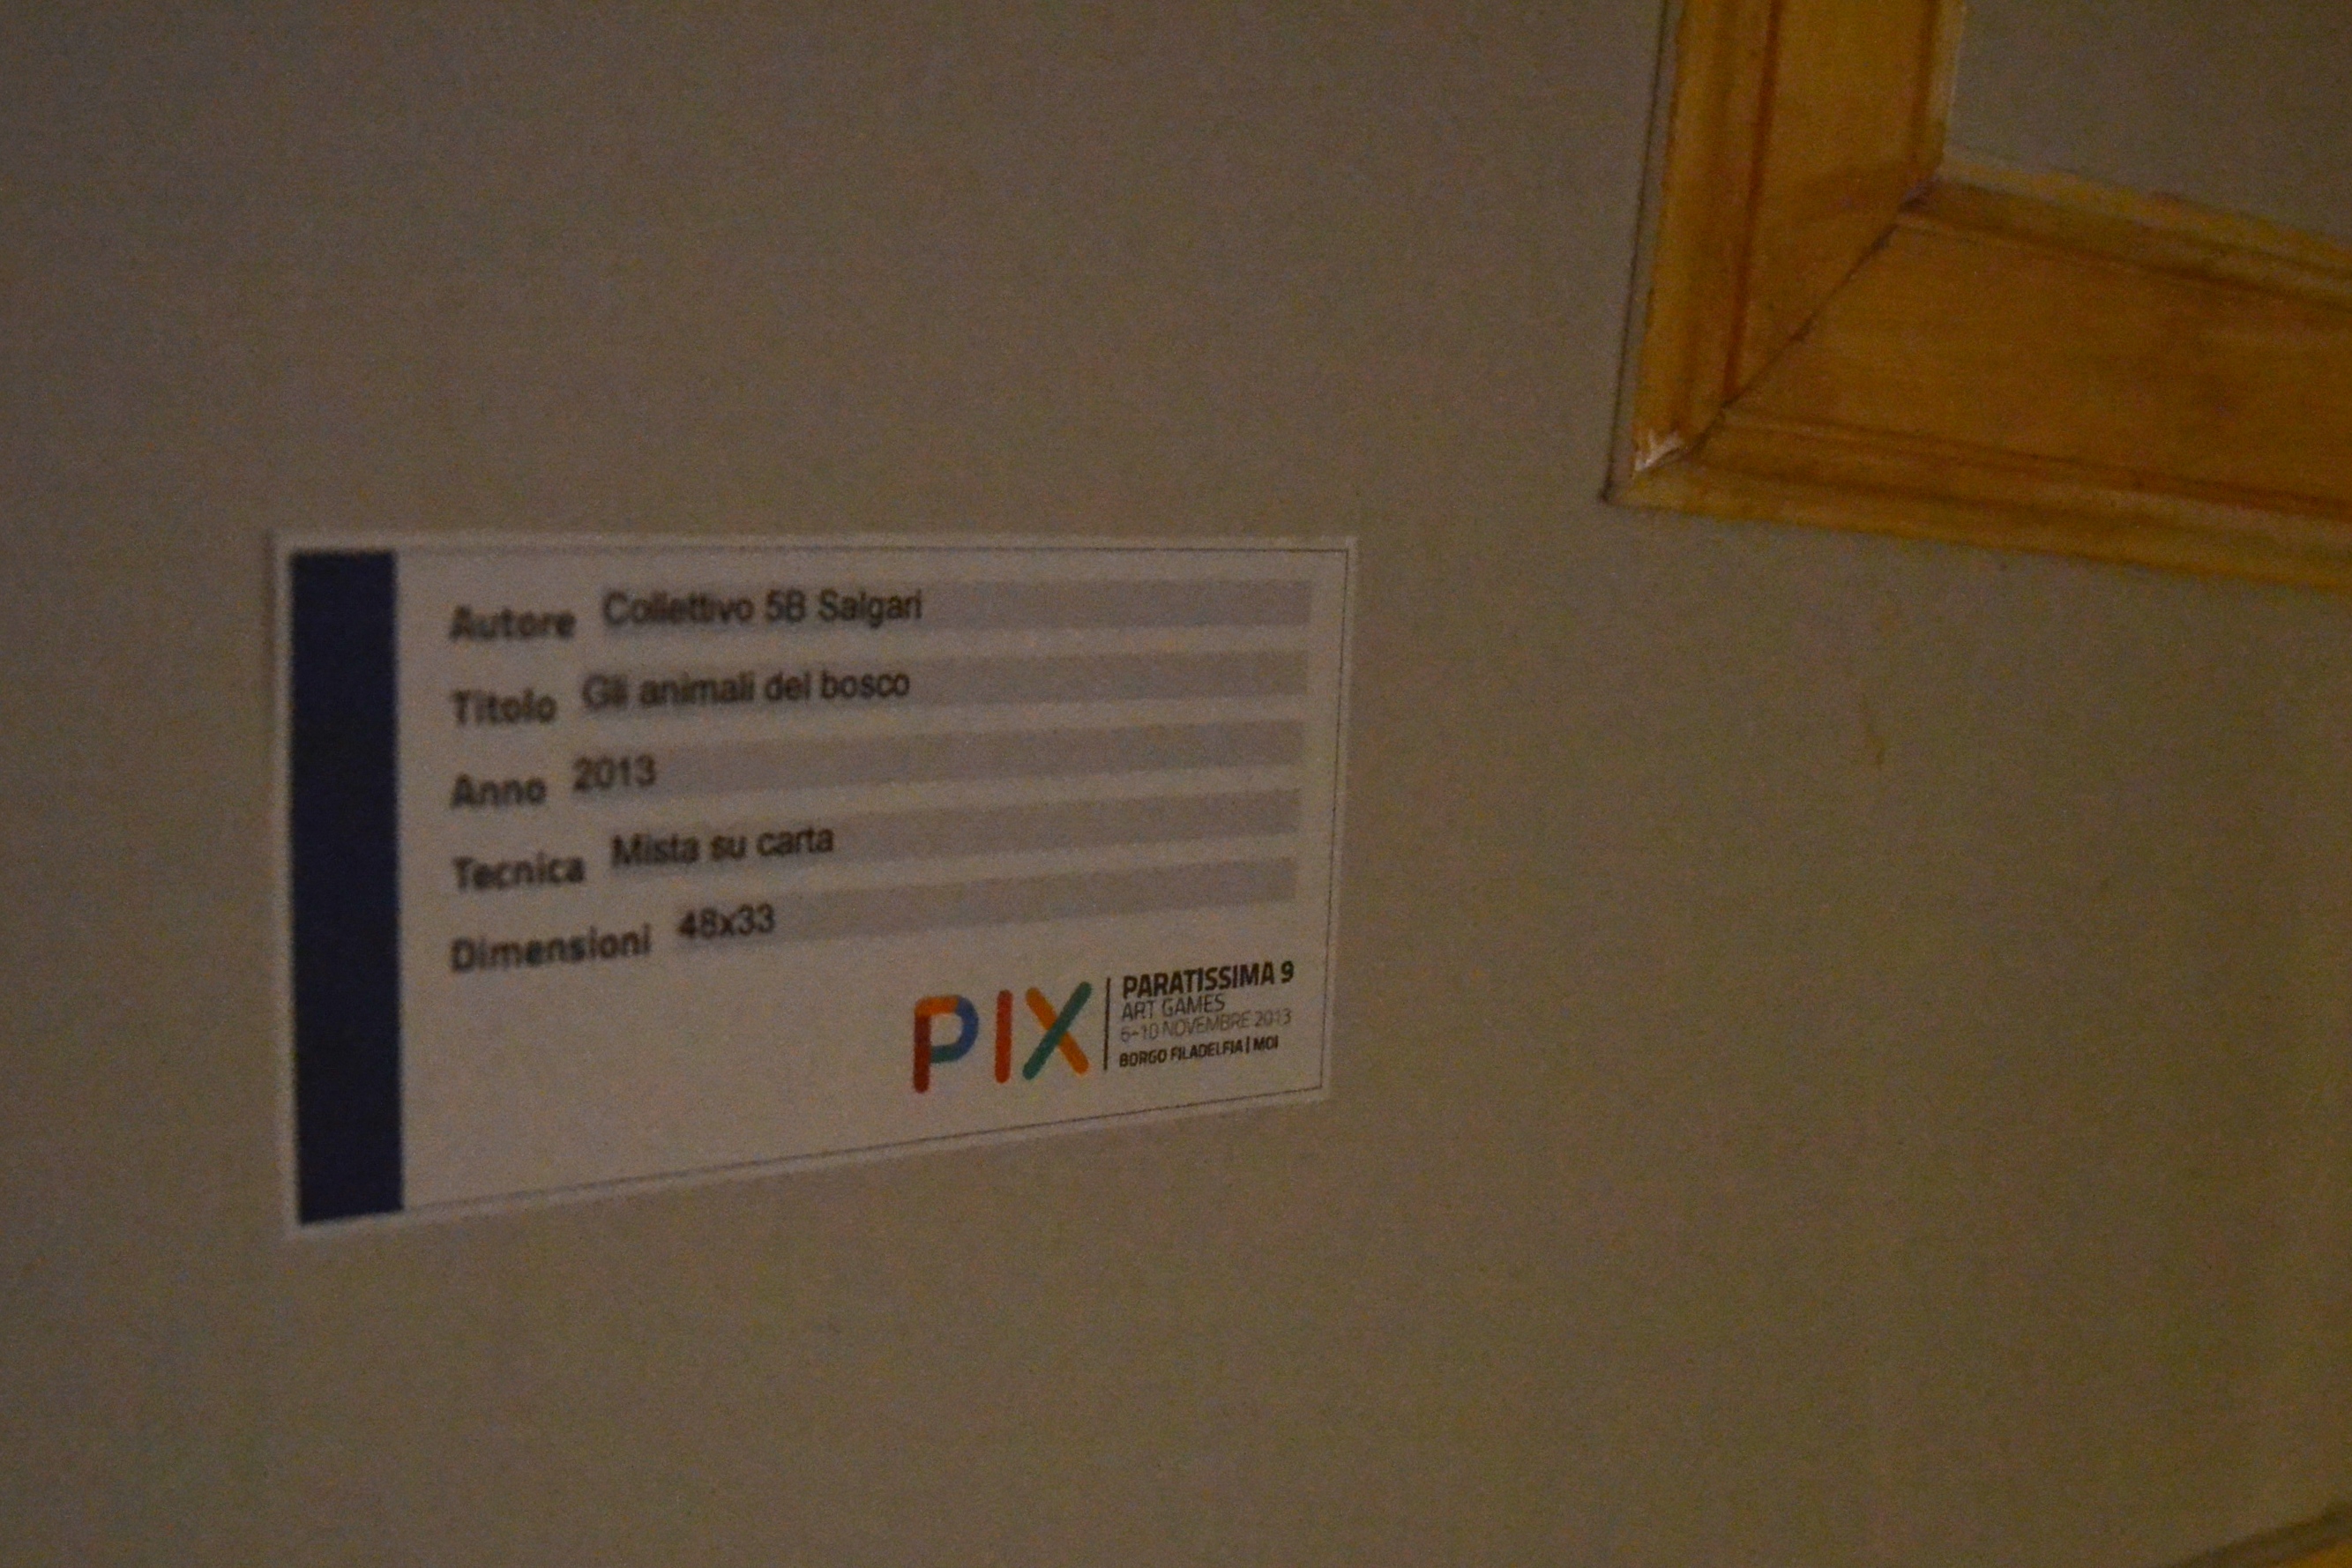 Autore Collettivo 5B Salgari
Titolo Gli animali del bosco
Anno 2013
Tecnica Mista su carta
Dimensioni 48x33
PIX
PARATISSIMA 9
ART GAMES
6-10 NOVEMBRE 2013
BORGO FILADELFIA | MOI